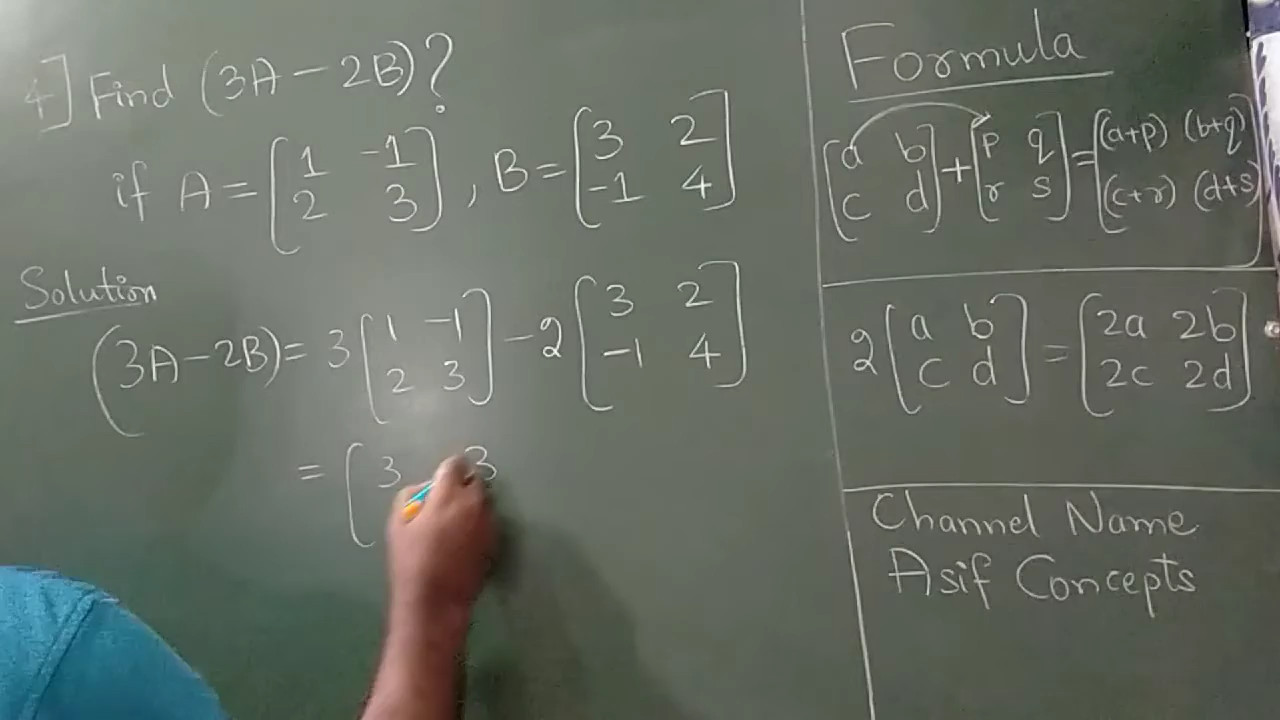 4] Find (3A - 2B)?
if A = [1 -1
2 3], B = [3 2
-1 4]
Solution
(3A - 2B) = 3 [1 -1
2 3] - 2 [3 2
-1 4]
= [3 3
Formula
[a b
c d] + [p q
r s] = [(a+p) (b+q)
(c+r) (d+s)]
2 [a b
c d] = [2a 2b
2c 2d]
Channel Name
Asif Concepts